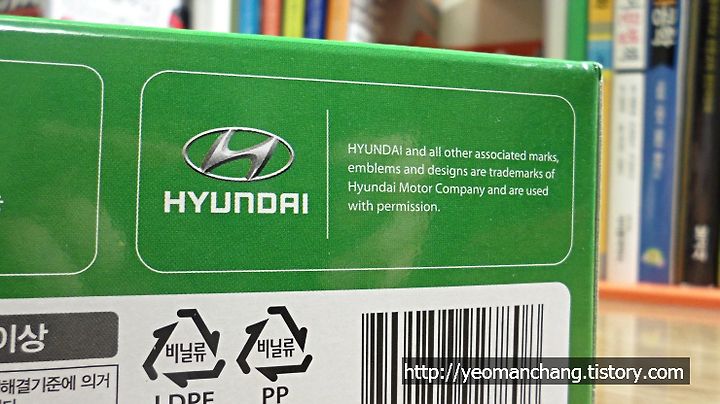 HYUNDAI
HYUNDAI and all other associated marks,
emblems and designs are trademarks of
Hyundai Motor Company and are used
with permission.
이상
해결기준에 의거
비닐류
LDPE
비닐류
PP
http://yeomanchang.tistory.com